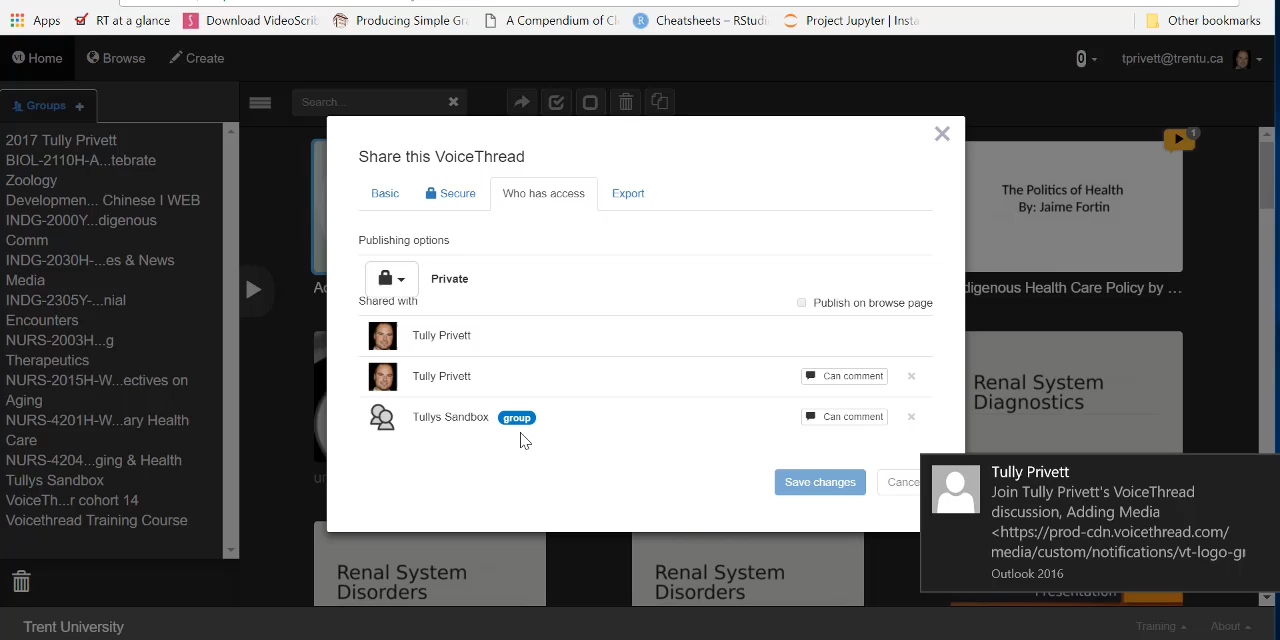 Apps
RT at a glance
Download VideoScrib
Producing Simple Gra
A Compendium of Cl
Cheatsheets – RStudi
Project Jupyter | Insta
Other bookmarks
Home
Browse
Create
0
tprivett@trentu.ca
Groups +
Search...
2017 Tully Privett
BIOL-2110H-A...tebrate
Zoology
Developmen... Chinese I WEB
INDG-2000Y...digenous
Comm
INDG-2030H-...es & News
Media
INDG-2305Y-...nial
Encounters
NURS-2003H...g
Therapeutics
NURS-2015H-W...ectives on
Aging
NURS-4201H-W...ary Health
Care
NURS-4204...ging & Health
Tullys Sandbox
VoiceTh...r cohort 14
Voicethread Training Course
Share this VoiceThread
Basic
Secure
Who has access
Export
Publishing options
Private
Shared with
Publish on browse page
Tully Privett
Tully Privett
Can comment
Tullys Sandbox group
Can comment
Save changes
Cance
1
The Politics of Health
By: Jaime Fortin
digenous Health Care Policy by ...
Renal System
Diagnostics
Renal System
Disorders
Renal System
Disorders
Presentation
Tully Privett
Join Tully Privett's VoiceThread
discussion, Adding Media
<https://prod-cdn.voicethread.com/
media/custom/notifications/vt-logo-gr
Outlook 2016
Trent University
Training
About